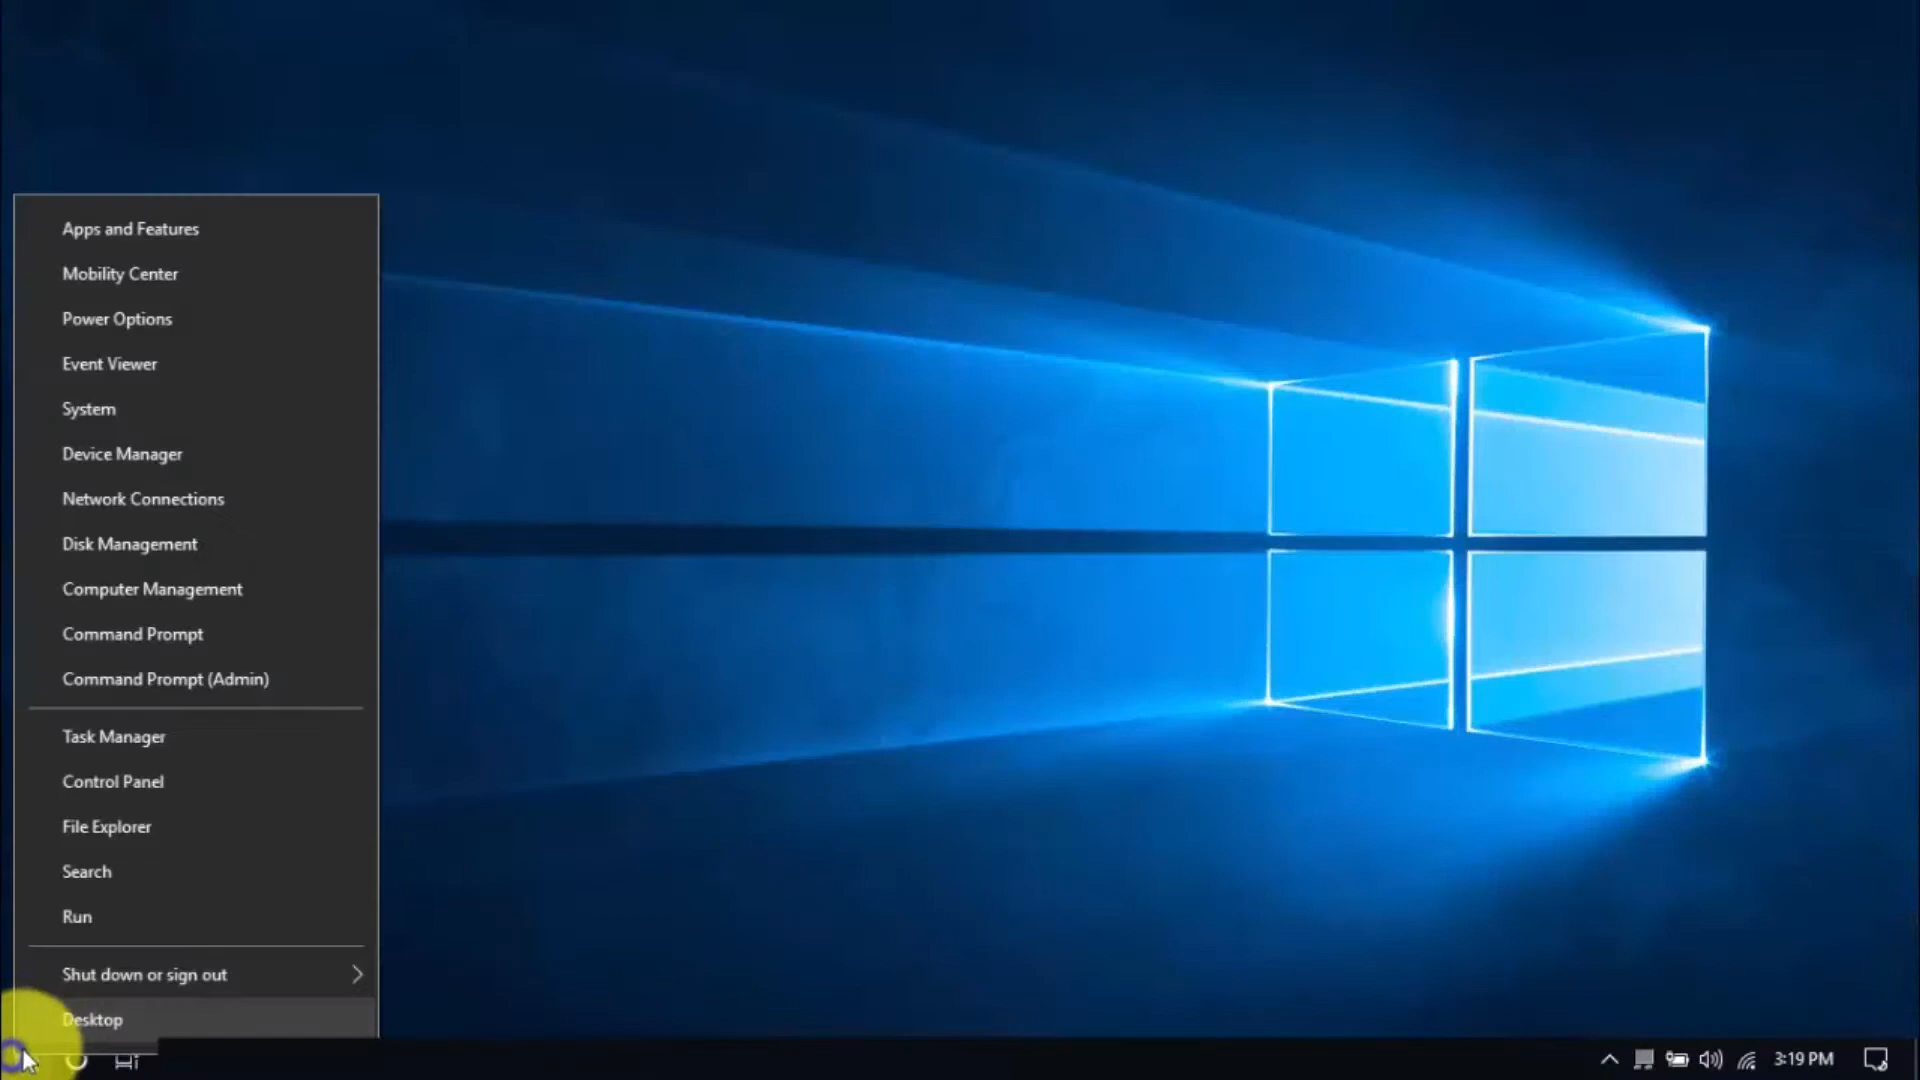 Apps and Features
Mobility Center
Power Options
Event Viewer
System
Device Manager
Network Connections
Disk Management
Computer Management
Command Prompt
Command Prompt (Admin)
Task Manager
Control Panel
File Explorer
Search
Run
Shut down or sign out
Desktop
3:19 PM